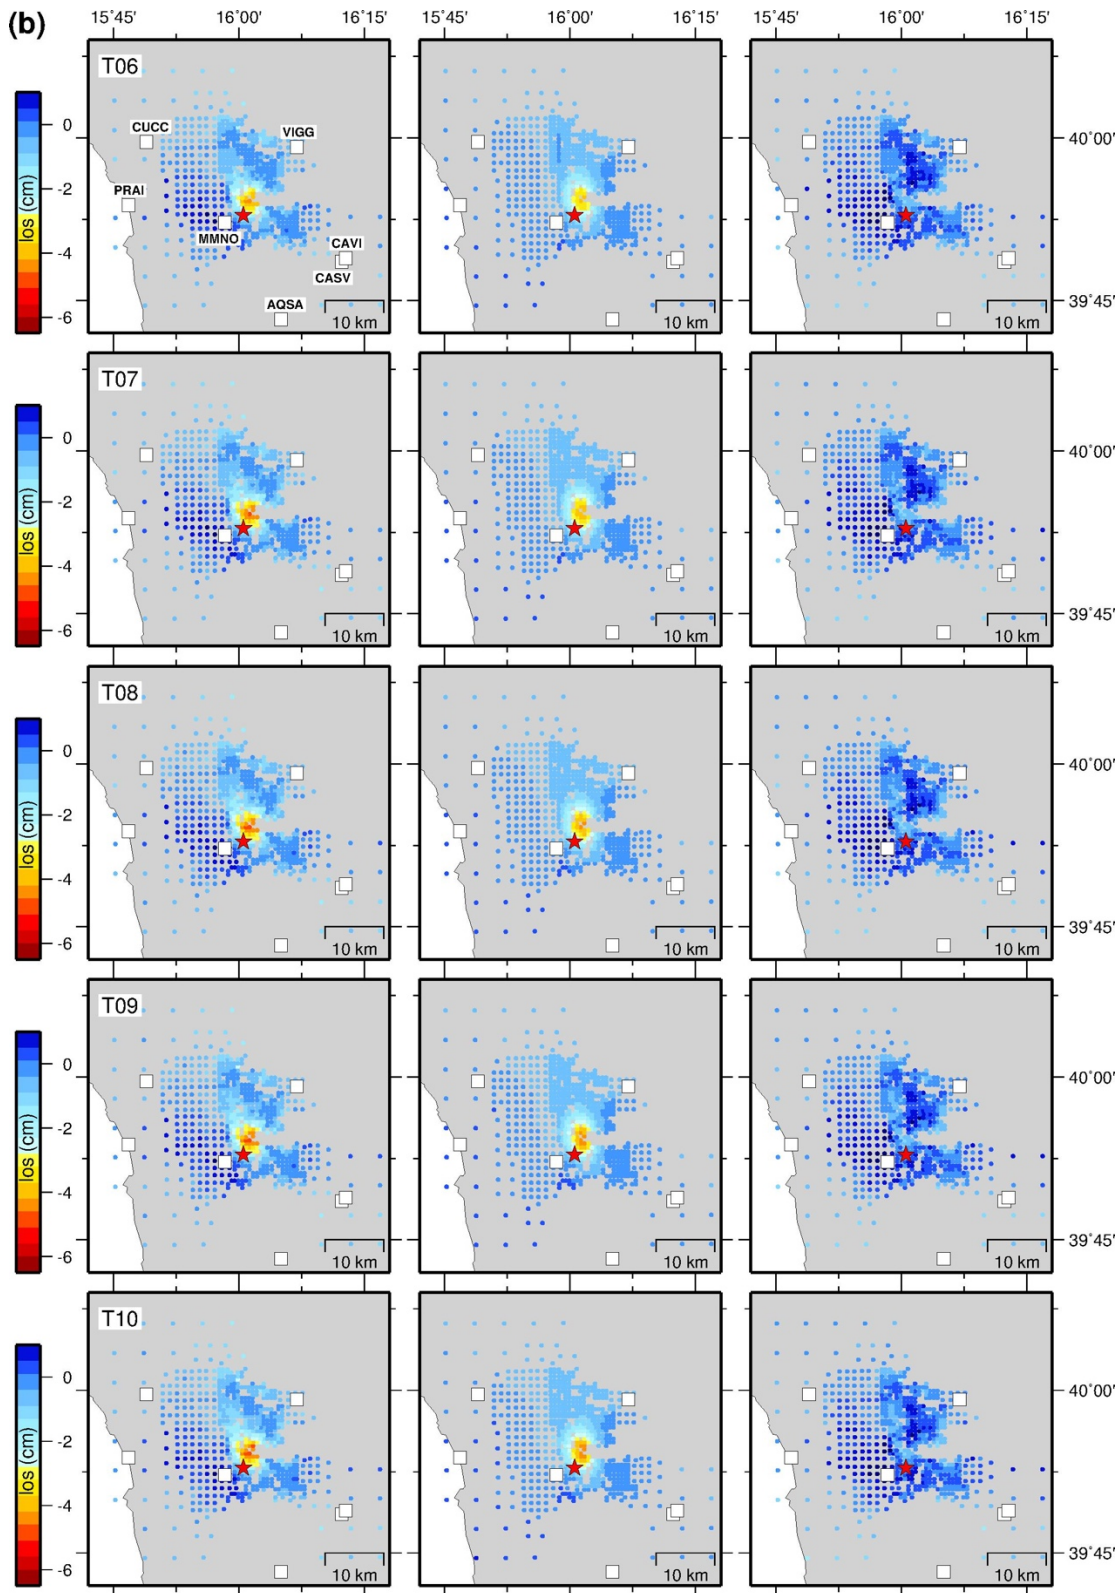 (b)
15˚45' 16˚00' 16˚15' 15˚45' 16˚00' 16˚15' 15˚45' 16˚00' 16˚15'
T06
0
-2
-4
-6
los (cm)
CUCC
VIGG
PRAI
MMNO
CAVI
CASV
AQSA
10 km
10 km
10 km
40˚00'
39˚45'
T07
0
-2
-4
-6
los (cm)
10 km
10 km
10 km
40˚00'
39˚45'
T08
0
-2
-4
-6
los (cm)
10 km
10 km
10 km
40˚00'
39˚45'
T09
0
-2
-4
-6
los (cm)
10 km
10 km
10 km
40˚00'
39˚45'
T10
0
-2
-4
-6
los (cm)
10 km
10 km
10 km
40˚00'
39˚45'